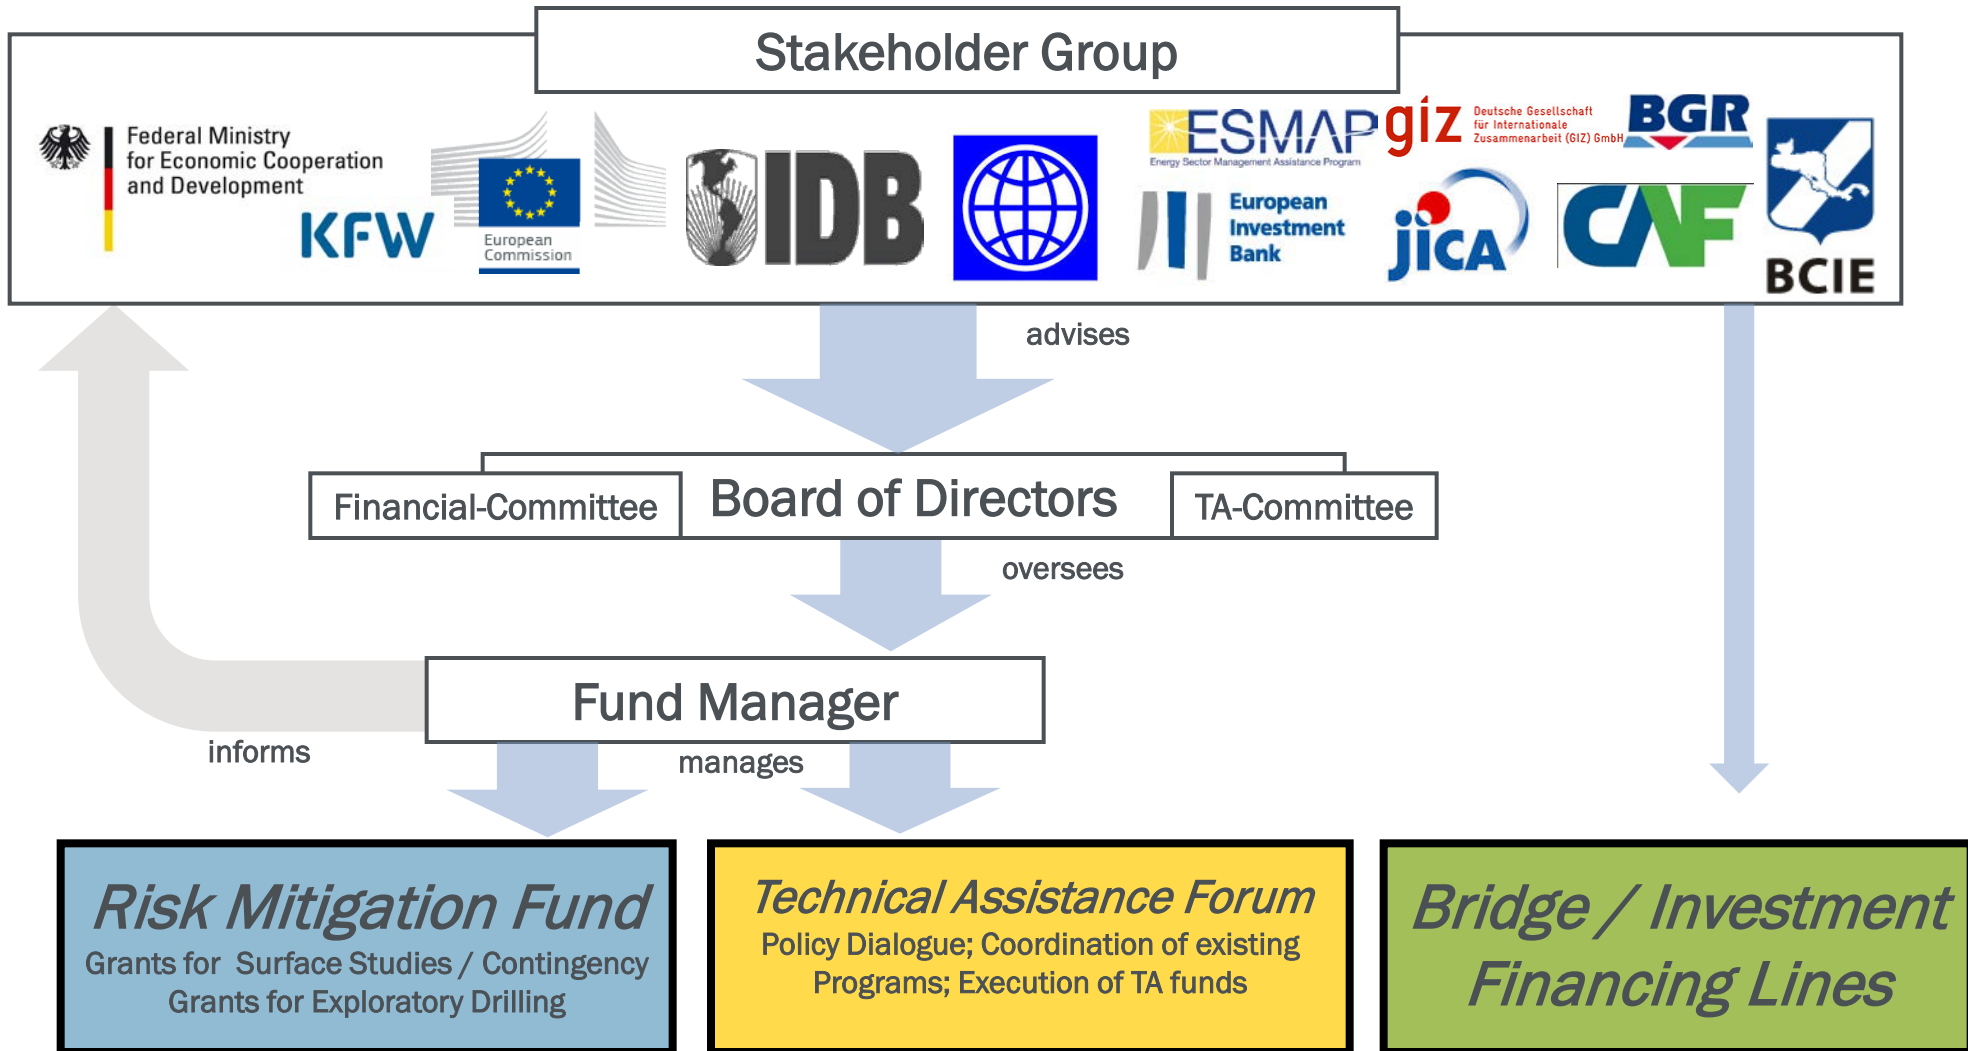 Stakeholder Group
Federal Ministry
for Economic Cooperation
and Development
KFW
European
Commission
IDB
ESMAP
Energy Sector Management Assistance Program
European
Investment
Bank
giz
Deutsche Gesellschaft
für Internationale
Zusammenarbeit (GIZ) GmbH
BGR
jICA
CAF
BCIE
advises
Financial-Committee
Board of Directors
TA-Committee
oversees
Fund Manager
informs
manages
Risk Mitigation Fund
Grants for Surface Studies / Contingency
Grants for Exploratory Drilling
Technical Assistance Forum
Policy Dialogue; Coordination of existing
Programs; Execution of TA funds
Bridge / Investment
Financing Lines